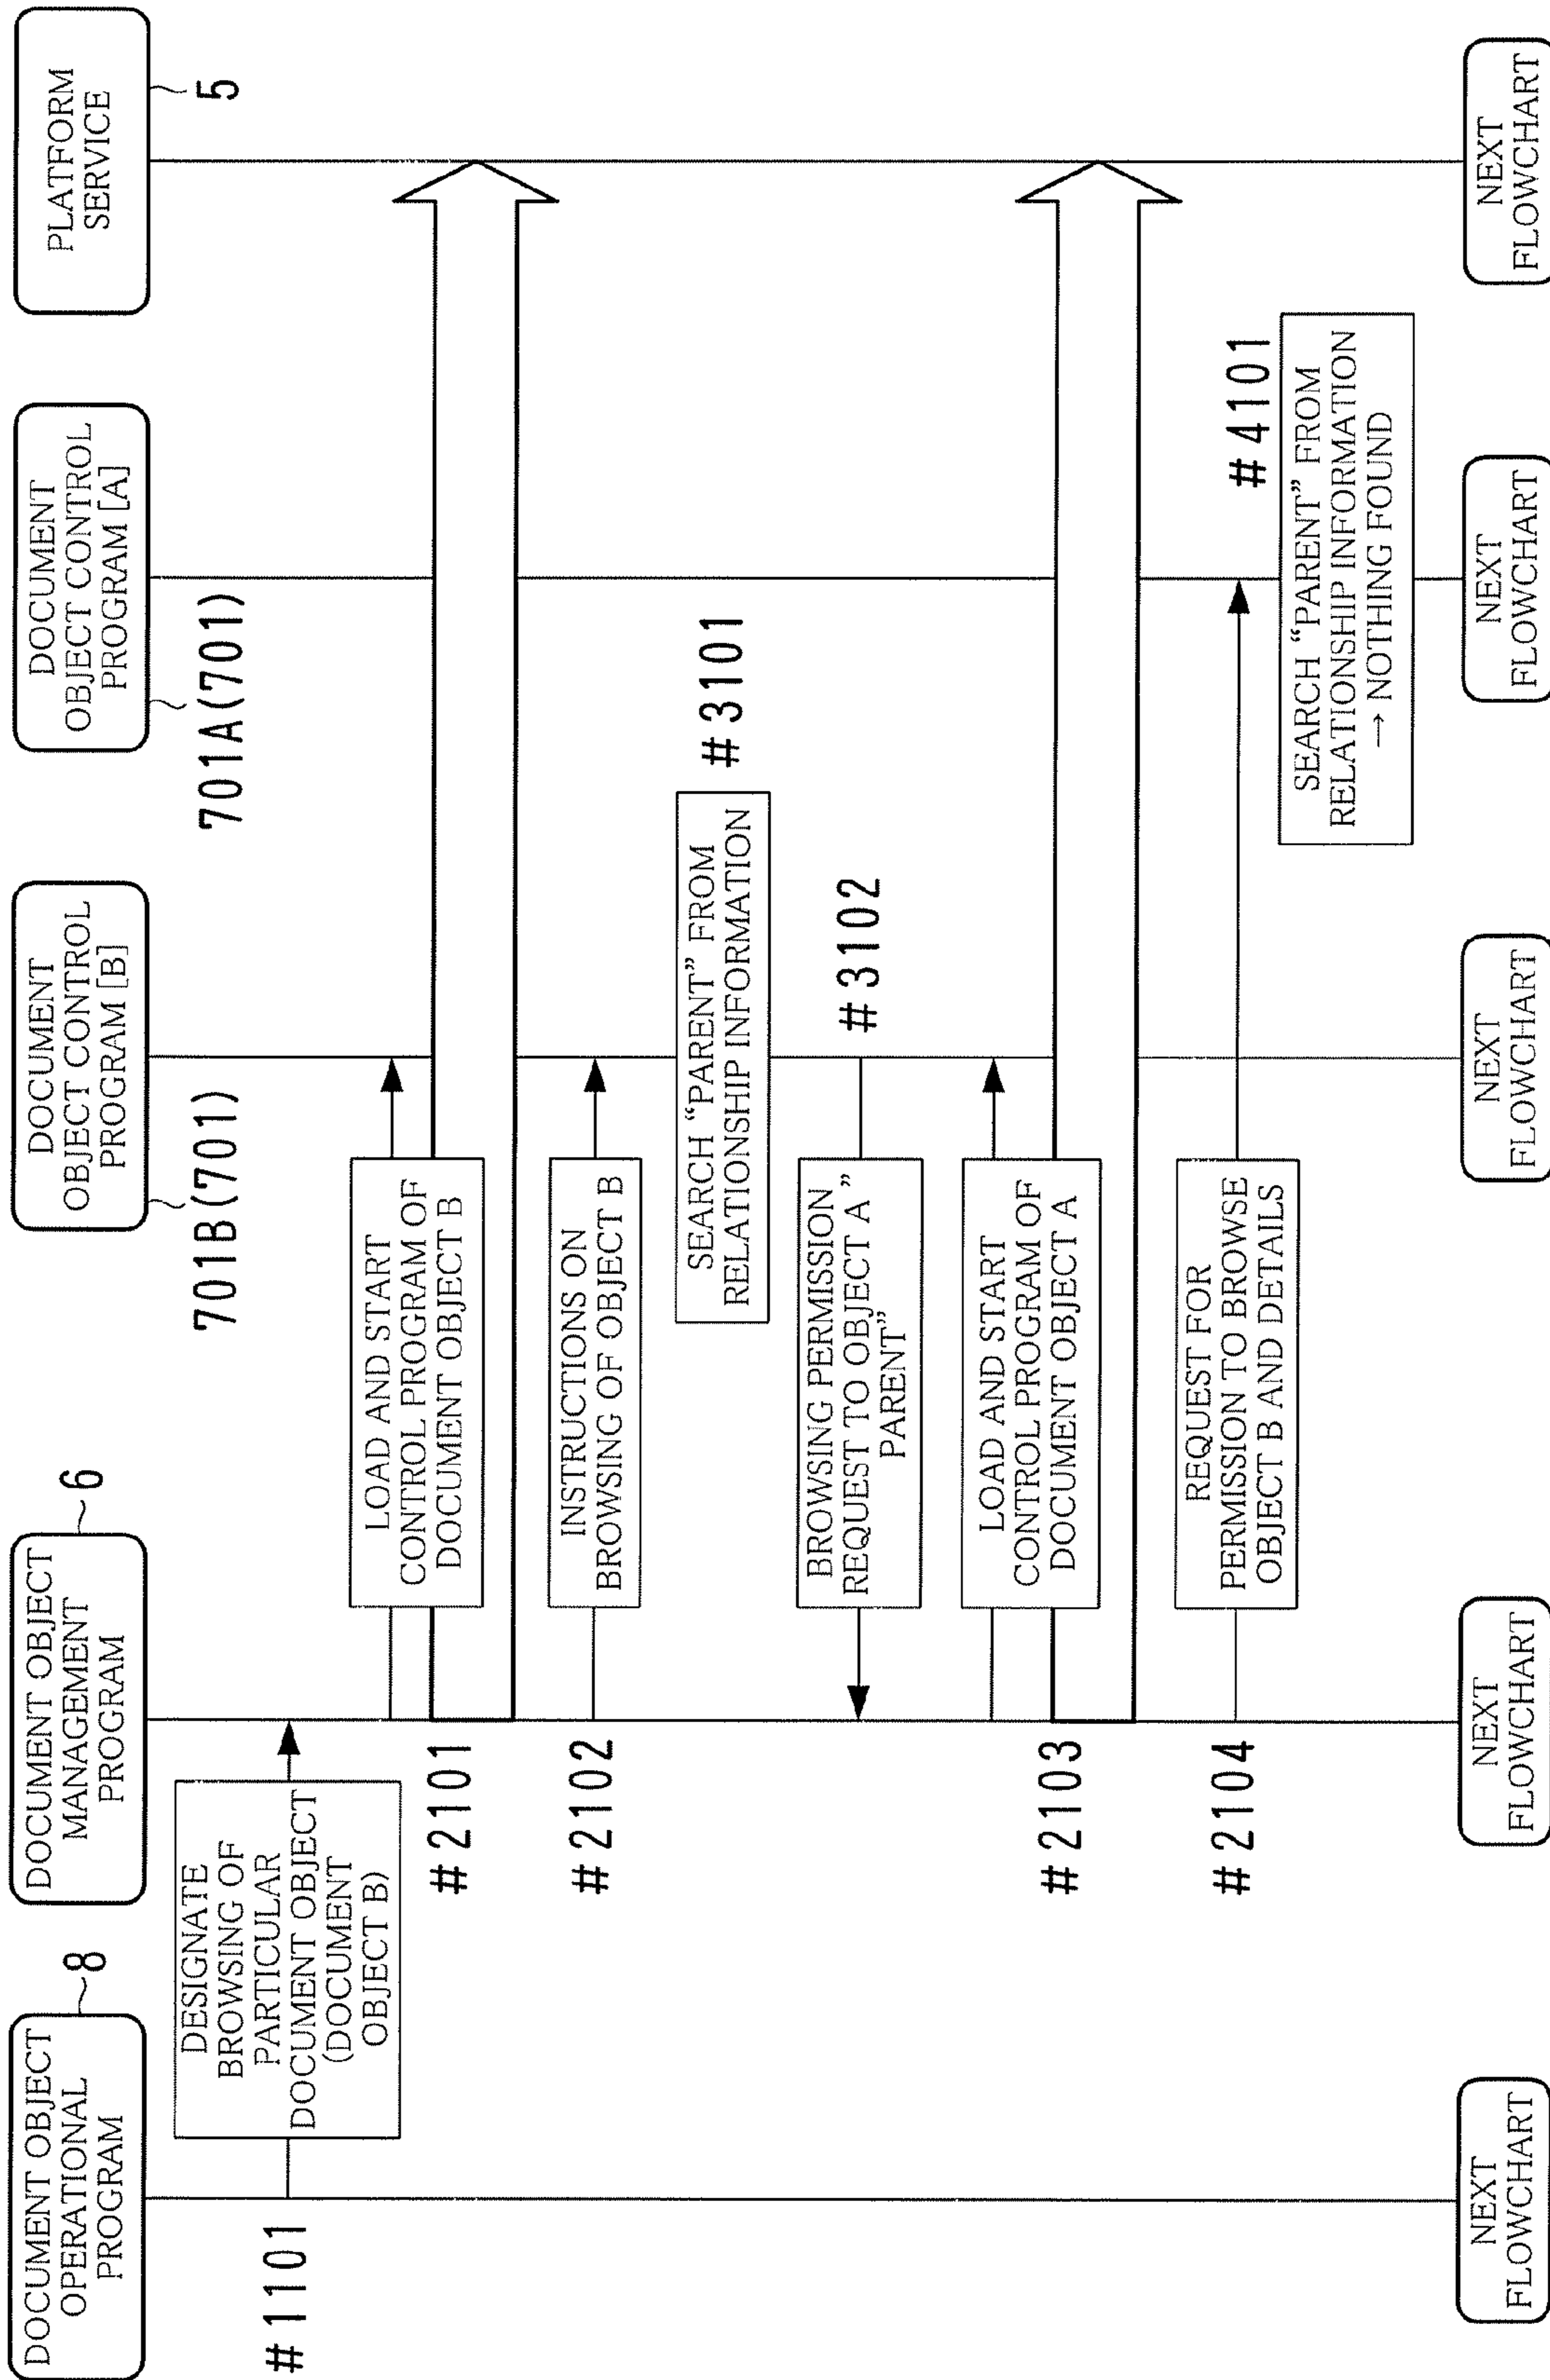 DOCUMENT OBJECT
OPERATIONAL
PROGRAM
8
DOCUMENT OBJECT
MANAGEMENT
PROGRAM
6
DOCUMENT
OBJECT CONTROL
PROGRAM [B]
701B(701)
DOCUMENT
OBJECT CONTROL
PROGRAM [A]
701A(701)
PLATFORM
SERVICE
5
#1101
DESIGNATE
BROWSING OF
PARTICULAR
DOCUMENT OBJECT
(DOCUMENT
OBJECT B)
#2101
LOAD AND START
CONTROL PROGRAM OF
DOCUMENT OBJECT B
#2102
INSTRUCTIONS ON
BROWSING OF OBJECT B
SEARCH “PARENT” FROM
RELATIONSHIP INFORMATION
#3101
BROWSING PERMISSION
REQUEST TO OBJECT A”
PARENT”
#3102
#2103
LOAD AND START
CONTROL PROGRAM OF
DOCUMENT OBJECT A
#2104
REQUEST FOR
PERMISSION TO BROWSE
OBJECT B AND DETAILS
#4101
SEARCH “PARENT” FROM
RELATIONSHIP INFORMATION
→ NOTHING FOUND
NEXT
FLOWCHART
NEXT
FLOWCHART
NEXT
FLOWCHART
NEXT
FLOWCHART
NEXT
FLOWCHART